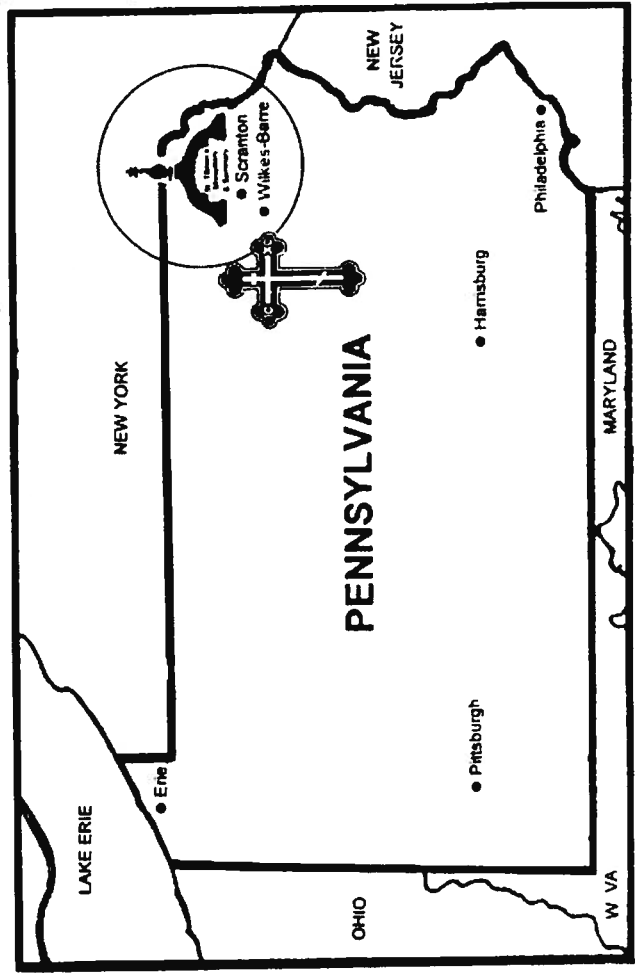 LAKE ERIE
NEW YORK
Erie
Scranton
Wilkes-Barre
NEW
JERSEY
PENNSYLVANIA
OHIO
Pittsburgh
Harrisburg
Philadelphia
W VA
MARYLAND